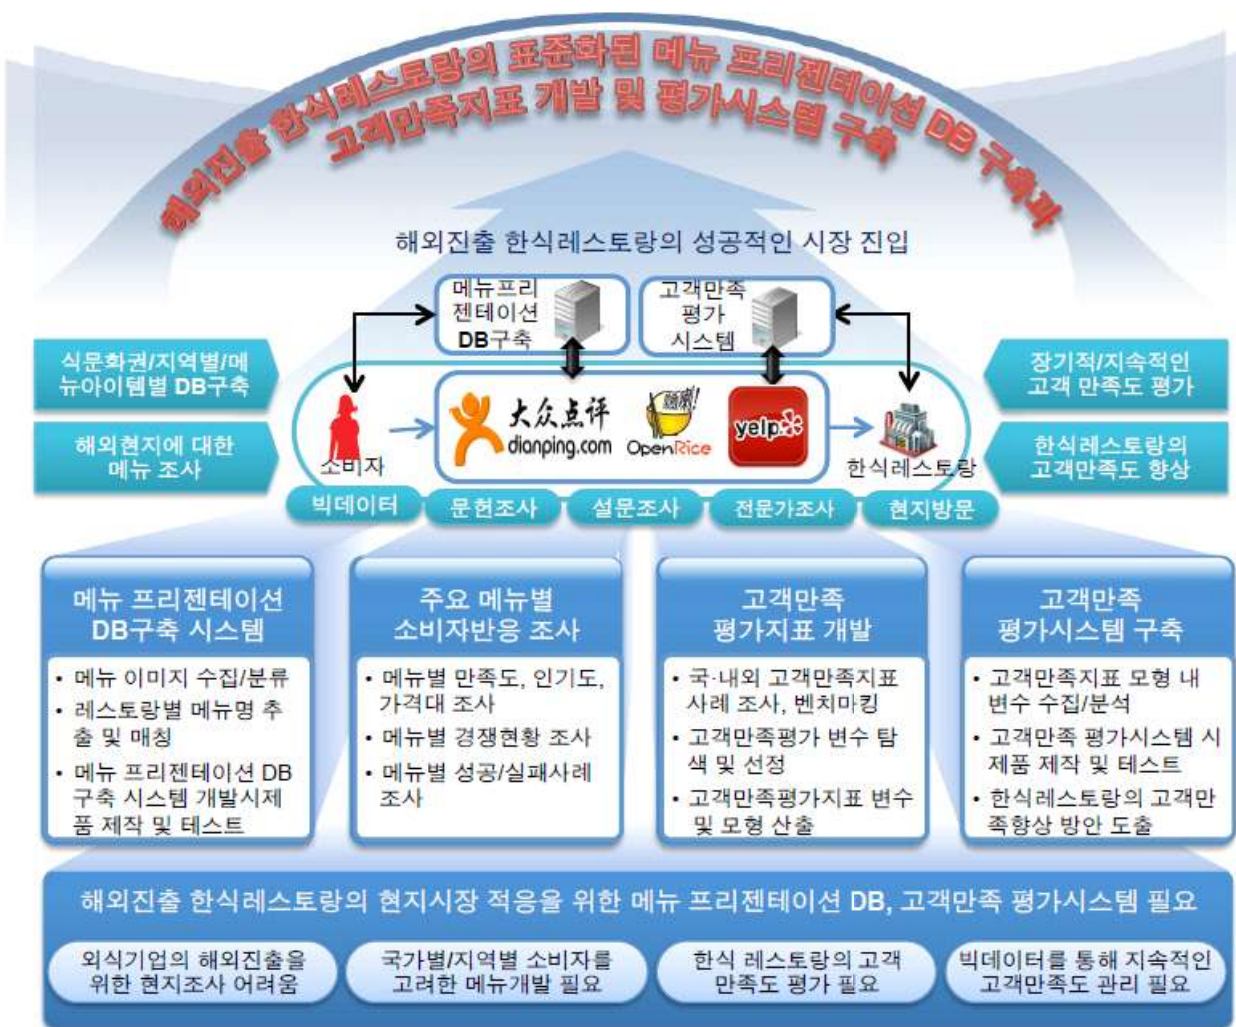 해외진출 한식레스토랑의 표준화된 메뉴 프리젠테이션 DB 구축과
고객만족지표 개발 및 평가시스템 구축
해외진출 한식레스토랑의 성공적인 시장 진입
메뉴프리
젠테이션
DB구축
고객만족
평가
시스템
식문화권/지역별/메
뉴아이템별 DB구축
해외현지에 대한
메뉴 조사
장기적/지속적인
고객 만족도 평가
한식레스토랑의
고객만족도 향상
소비자
大众点评
dianping.com
OpenRice
yelp
한식레스토랑
빅데이터
문헌조사
설문조사
전문가조사
현지방문
메뉴 프리젠테이션
DB구축 시스템
• 메뉴 이미지 수집/분류
• 레스토랑별 메뉴명 추
출 및 매칭
• 메뉴 프리젠테이션 DB
구축 시스템 개발시제
품 제작 및 테스트
주요 메뉴별
소비자반응 조사
• 메뉴별 만족도, 인기도,
가격대 조사
• 메뉴별 경쟁현황 조사
• 메뉴별 성공/실패사례
조사
고객만족
평가지표 개발
• 국·내외 고객만족지표
사례 조사, 벤치마킹
• 고객만족평가 변수 탐
색 및 선정
• 고객만족평가지표 변수
및 모형 산출
고객만족
평가시스템 구축
• 고객만족지표 모형 내
변수 수집/분석
• 고객만족 평가시스템 시
제품 제작 및 테스트
• 한식레스토랑의 고객만
족향상 방안 도출
해외진출 한식레스토랑의 현지시장 적응을 위한 메뉴 프리젠테이션 DB, 고객만족 평가시스템 필요
외식기업의 해외진출을
위한 현지조사 어려움
국가별/지역별 소비자를
고려한 메뉴개발 필요
한식 레스토랑의 고객
만족도 평가 필요
빅데이터를 통해 지속적인
고객만족도 관리 필요